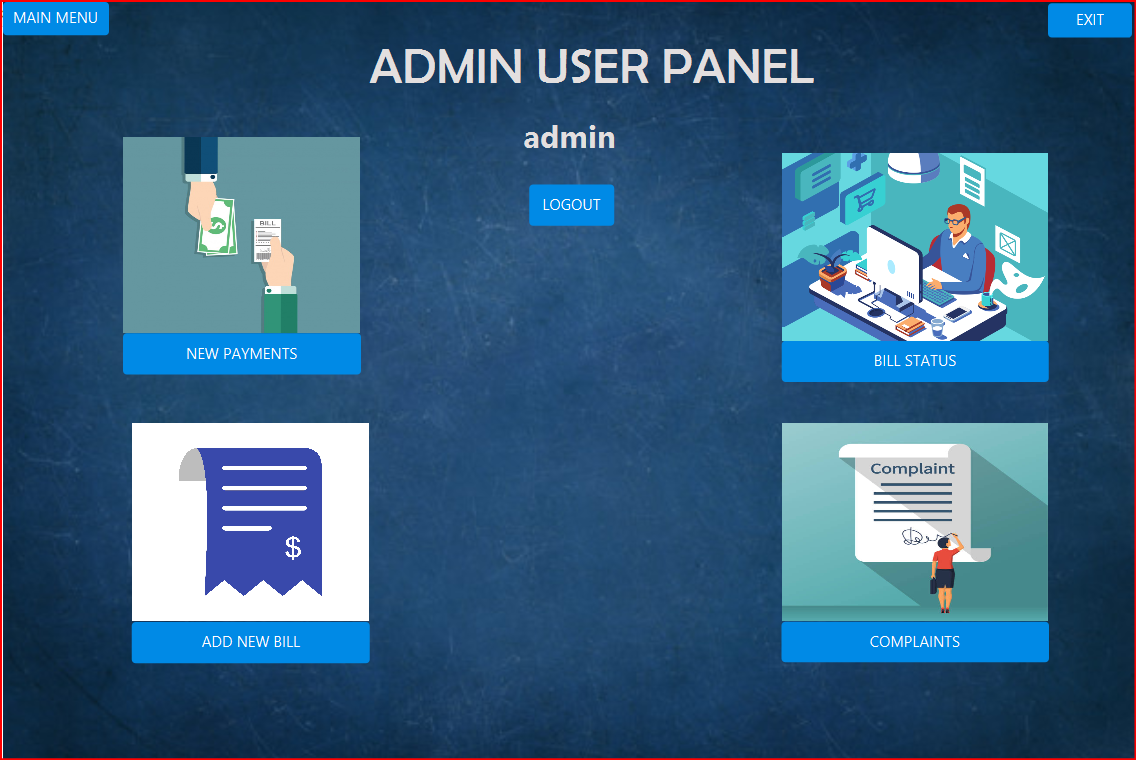 MAIN MENU
EXIT
ADMIN USER PANEL
admin
LOGOUT
BILL
$
NEW PAYMENTS
BILL STATUS
$
ADD NEW BILL
Complaint
COMPLAINTS